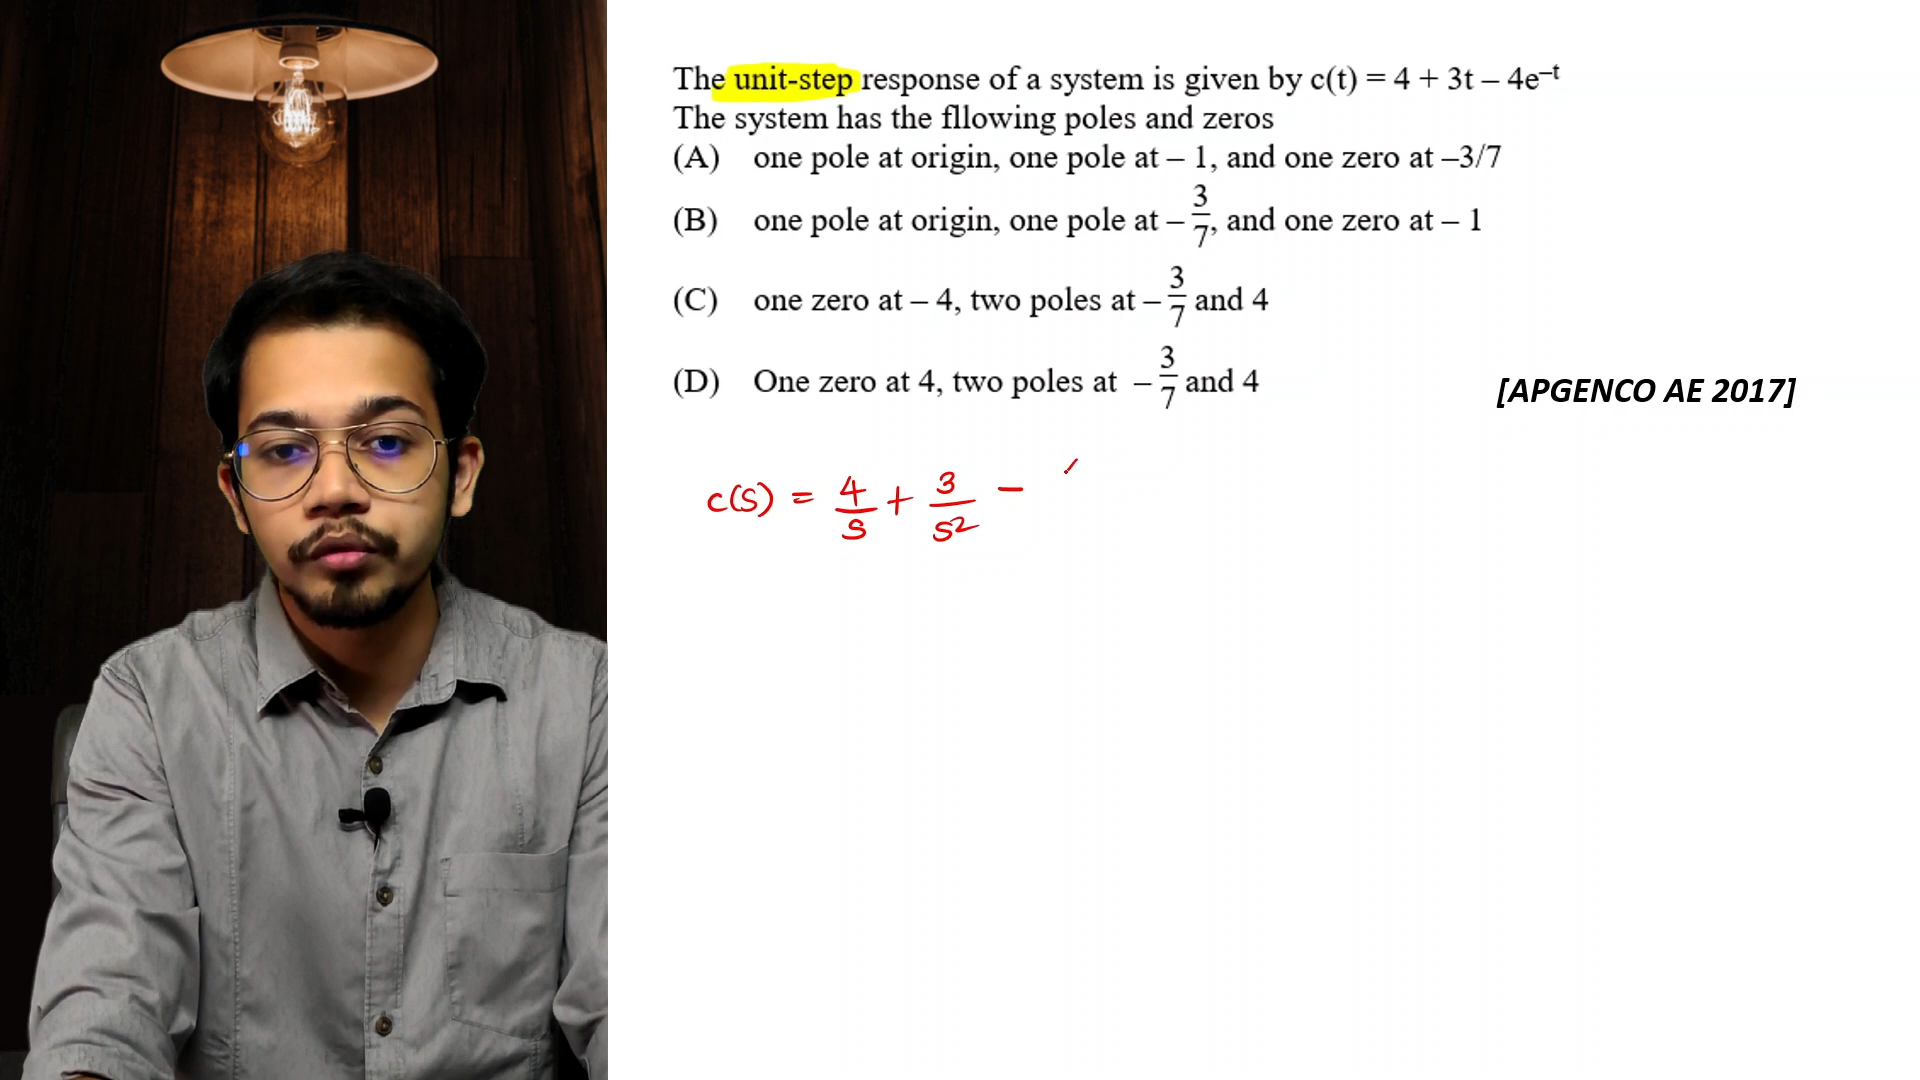 The unit-step response of a system is given by c(t) = 4 + 3t – 4e⁻ᵗ
The system has the fllowing poles and zeros
(A) one pole at origin, one pole at – 1, and one zero at –3/7
(B) one pole at origin, one pole at – 3/7, and one zero at – 1
(C) one zero at – 4, two poles at – 3/7 and 4
(D) One zero at 4, two poles at – 3/7 and 4
[APGENCO AE 2017]
c(s) = 4/s + 3/s² –